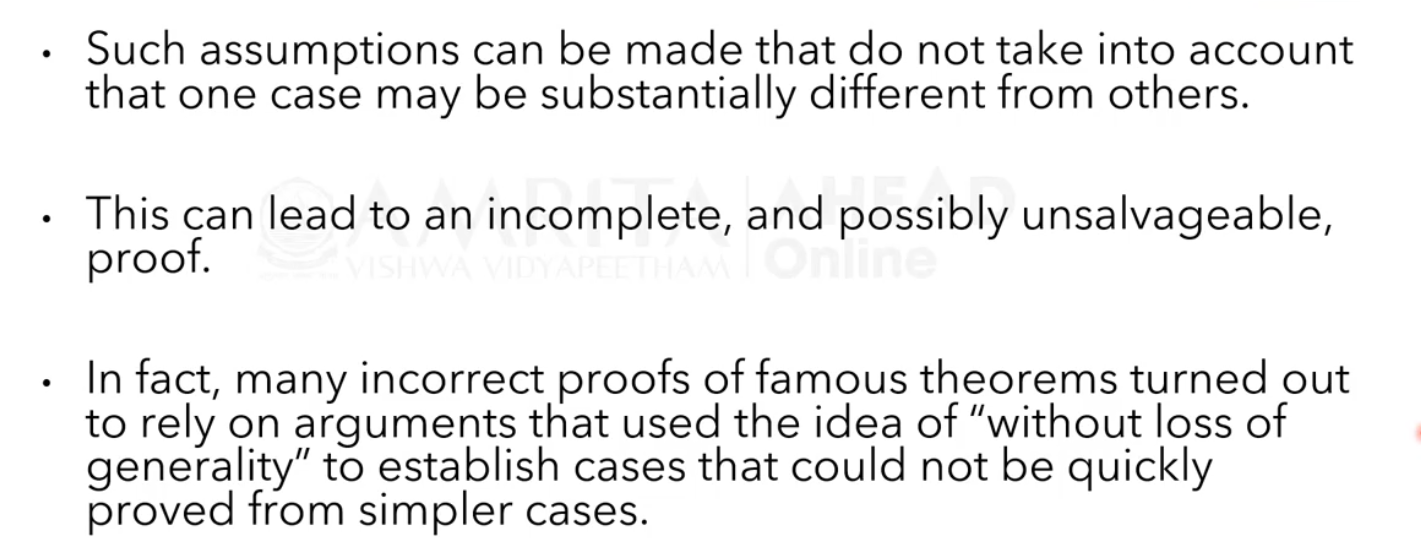 • Such assumptions can be made that do not take into account
that one case may be substantially different from others.
• This can lead to an incomplete, and possibly unsalvageable,
proof.
AMRITA AHEAD
VISHWA VIDYAPEETHAM Online
• In fact, many incorrect proofs of famous theorems turned out
to rely on arguments that used the idea of “without loss of
generality” to establish cases that could not be quickly
proved from simpler cases.